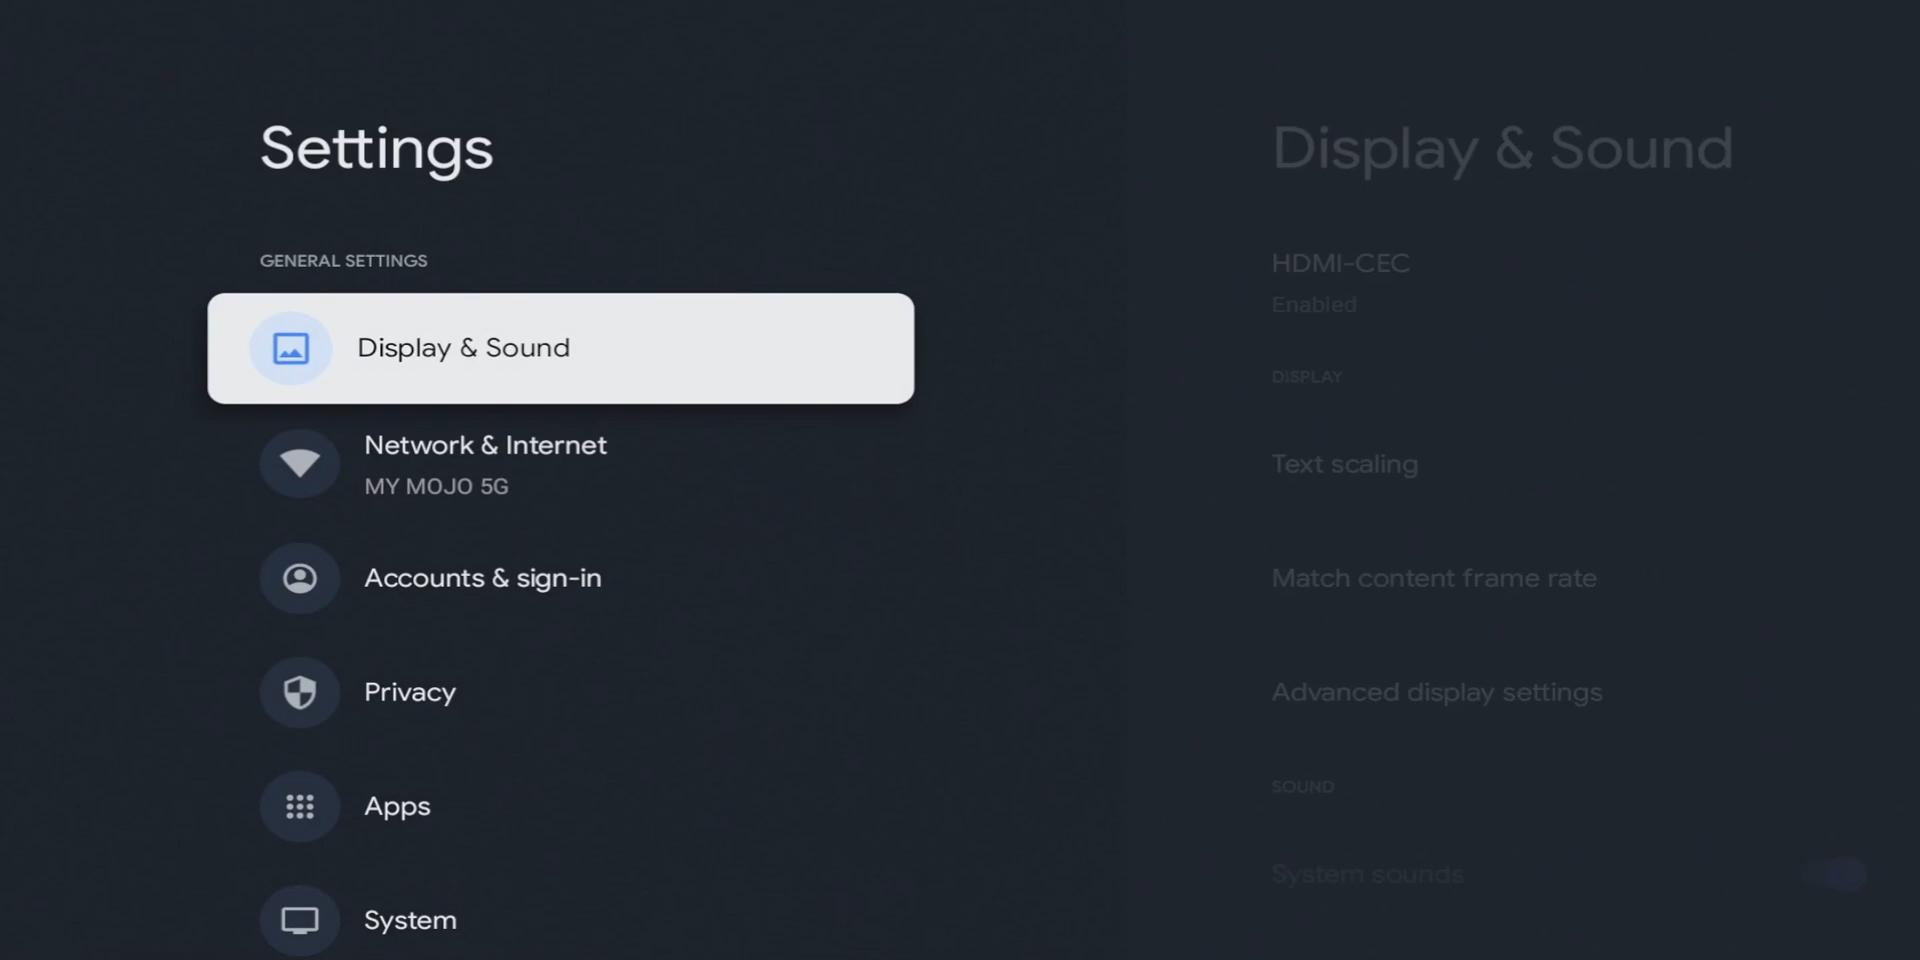 Settings
GENERAL SETTINGS
Display & Sound
Network & Internet
MY MOJO 5G
Accounts & sign-in
Privacy
Apps
System
Display & Sound
HDMI-CEC
Enabled
DISPLAY
Text scaling
Match content frame rate
Advanced display settings
SOUND
System sounds